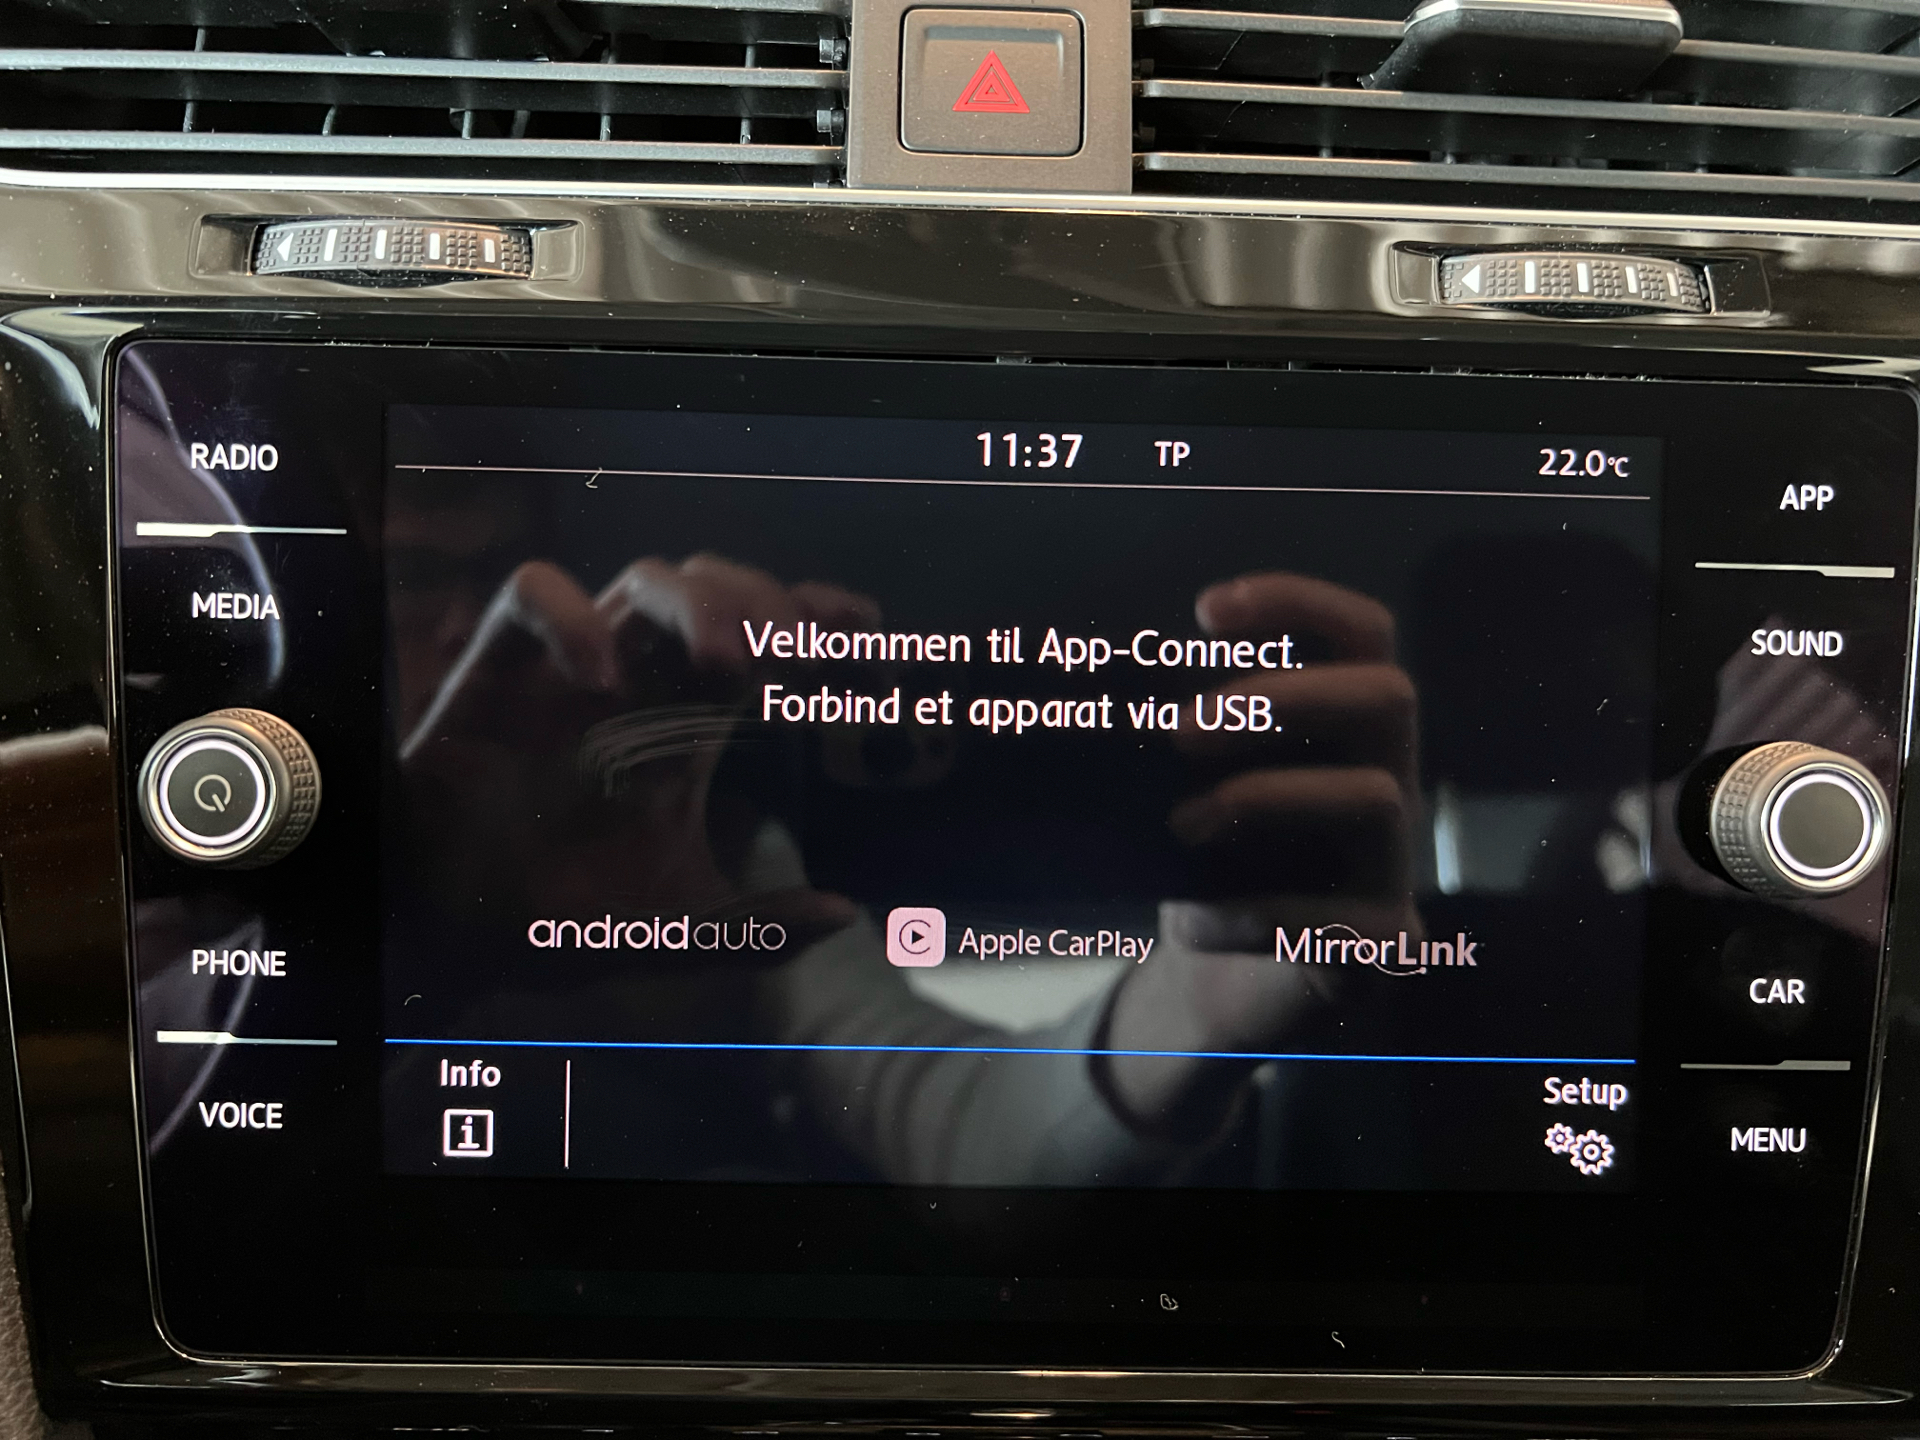 RADIO
MEDIA
PHONE
VOICE
11:37 TP 22.0°C
Velkommen til App-Connect.
Forbind et apparat via USB.
androidauto Apple CarPlay MirrorLink
Info
Setup
APP
SOUND
CAR
MENU